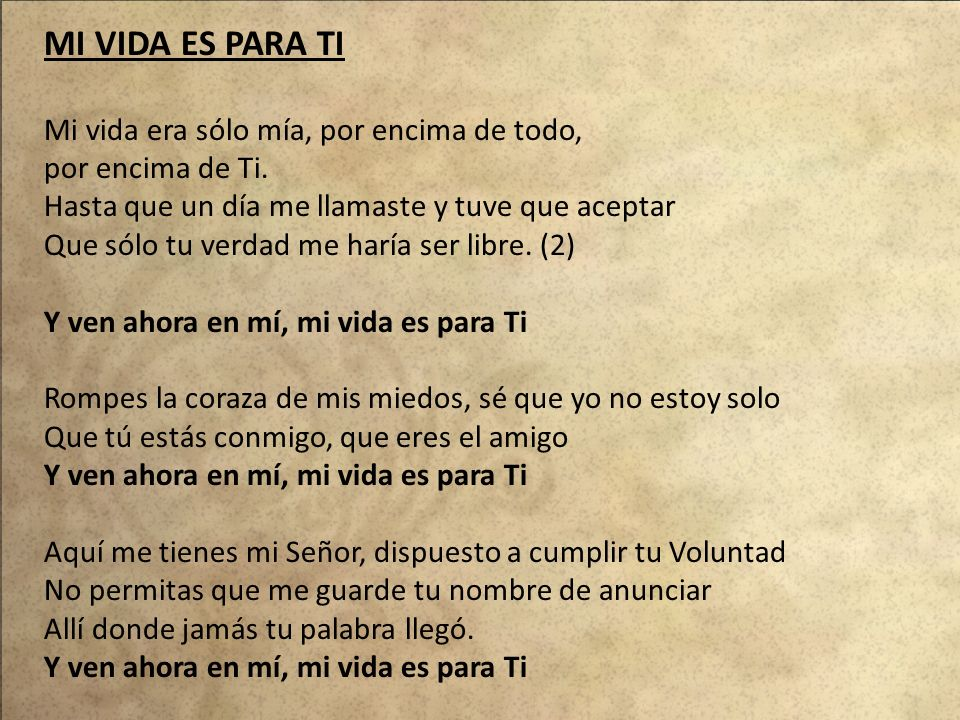 MI VIDA ES PARA TI
Mi vida era sólo mía, por encima de todo,
por encima de Ti.
Hasta que un día me llamaste y tuve que aceptar
Que sólo tu verdad me haría ser libre. (2)
Y ven ahora en mí, mi vida es para Ti
Rompes la coraza de mis miedos, sé que yo no estoy solo
Que tú estás conmigo, que eres el amigo
Y ven ahora en mí, mi vida es para Ti
Aquí me tienes mi Señor, dispuesto a cumplir tu Voluntad
No permitas que me guarde tu nombre de anunciar
Allí donde jamás tu palabra llegó.
Y ven ahora en mí, mi vida es para Ti